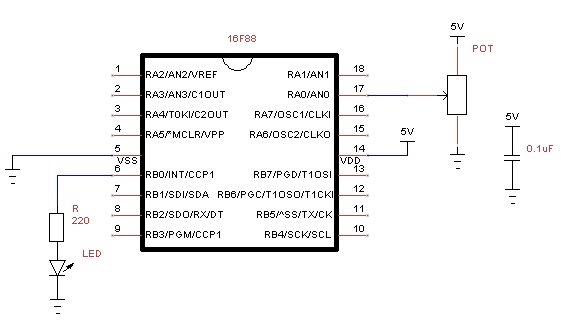 16F88
5V
POT
1 RA2/AN2/VREF RA1/AN1 18
2 RA3/AN3/C1OUT RA0/AN0 17
3 RA4/T0KI/C2OUT RA7/OSC1/CLKI 16
4 RA5/*MCLR/VPP RA6/OSC2/CLKO 15
5V
5V
5 VSS VDD 14
0.1uF
6 RB0/INT/CCP1 RB7/PGD/T1OSI 13
7 RB1/SDI/SDA RB6/PGC/T1OSO/T1CKI 12
R
220
8 RB2/SDO/RX/DT RB5/^SS/TX/CK 11
9 RB3/PGM/CCP1 RB4/SCK/SCL 10
LED